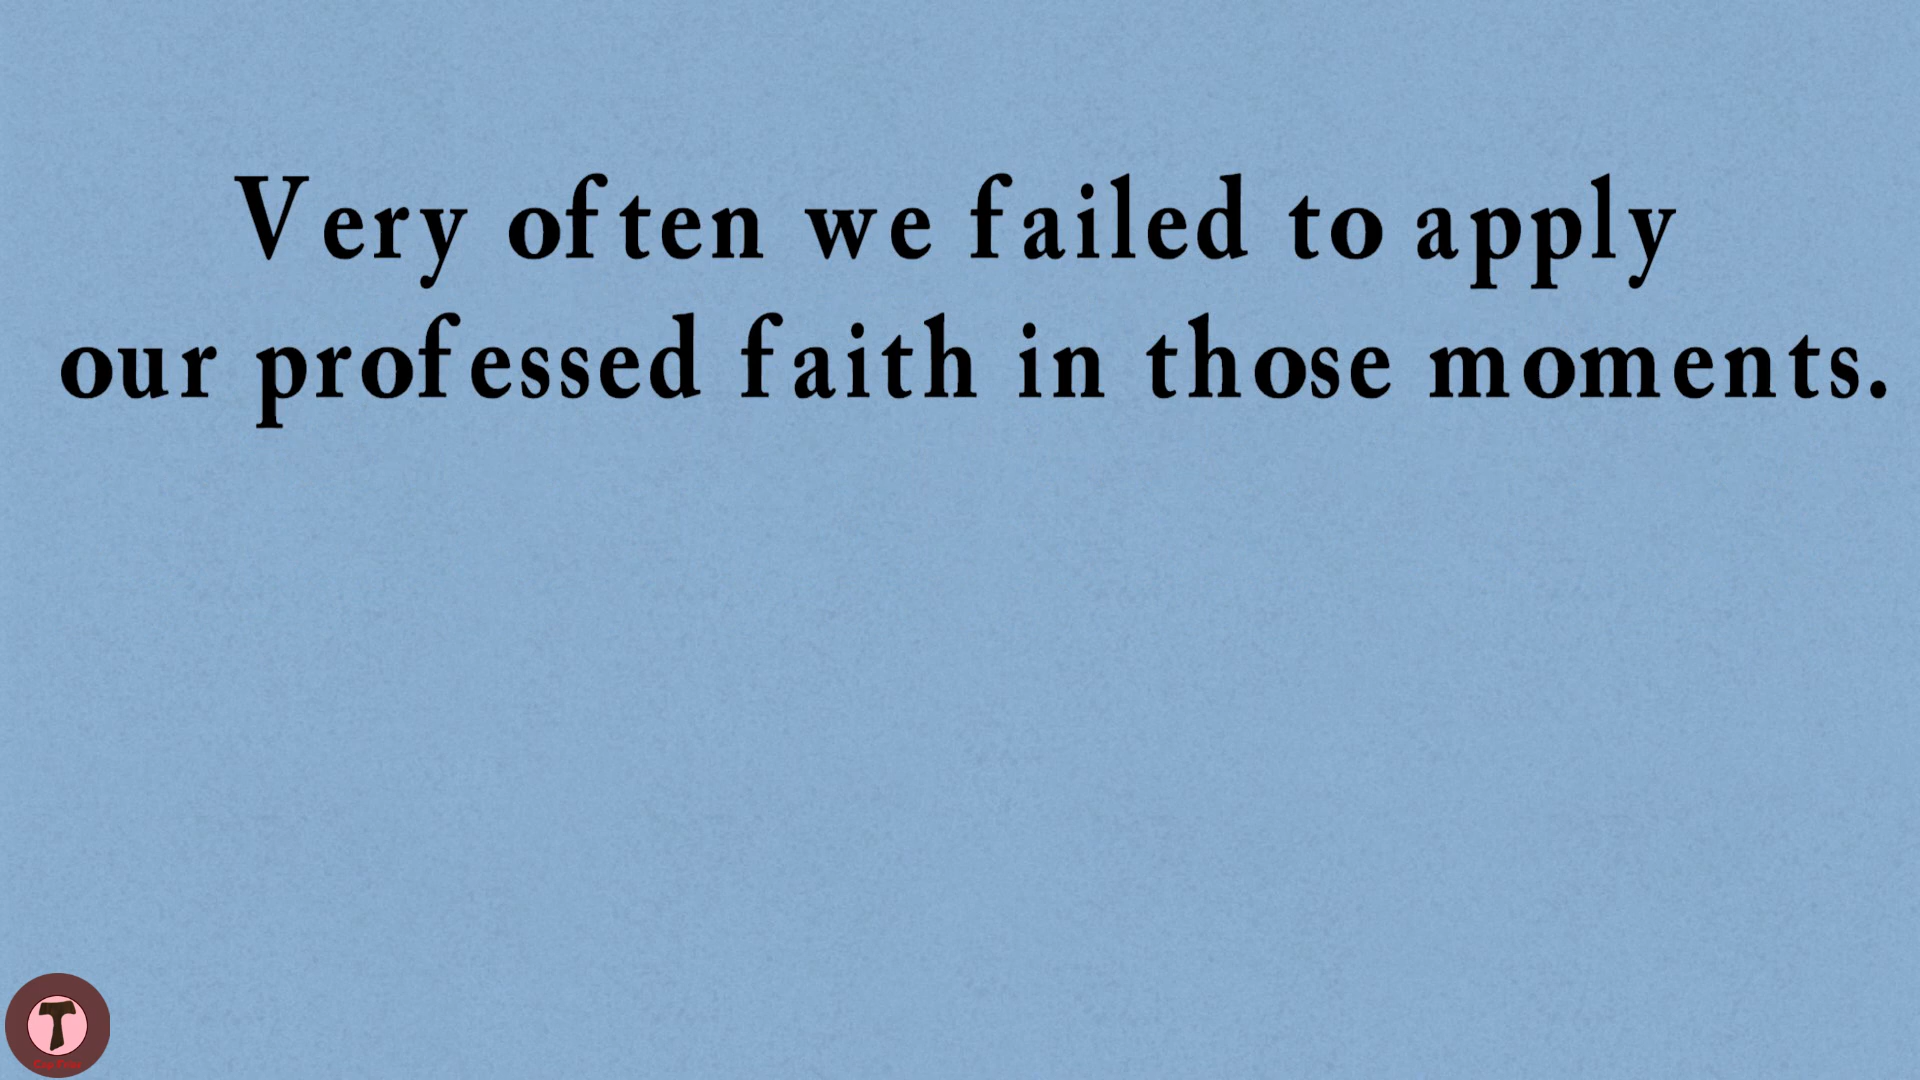 Very often we failed to apply
our professed faith in those moments.